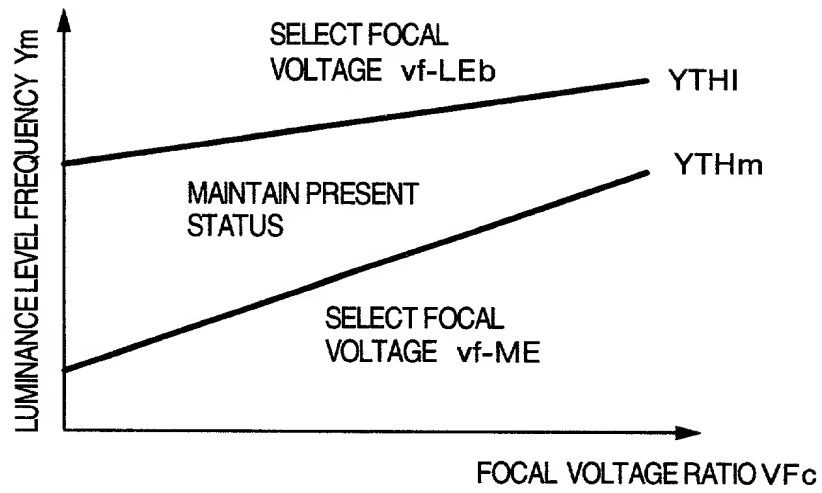 LUMINANCE LEVEL FREQUENCY Ym
SELECT FOCAL
VOLTAGE vf-LEb
YTHl
YTHm
MAINTAIN PRESENT
STATUS
SELECT FOCAL
VOLTAGE vf-ME
FOCAL VOLTAGE RATIO VFc